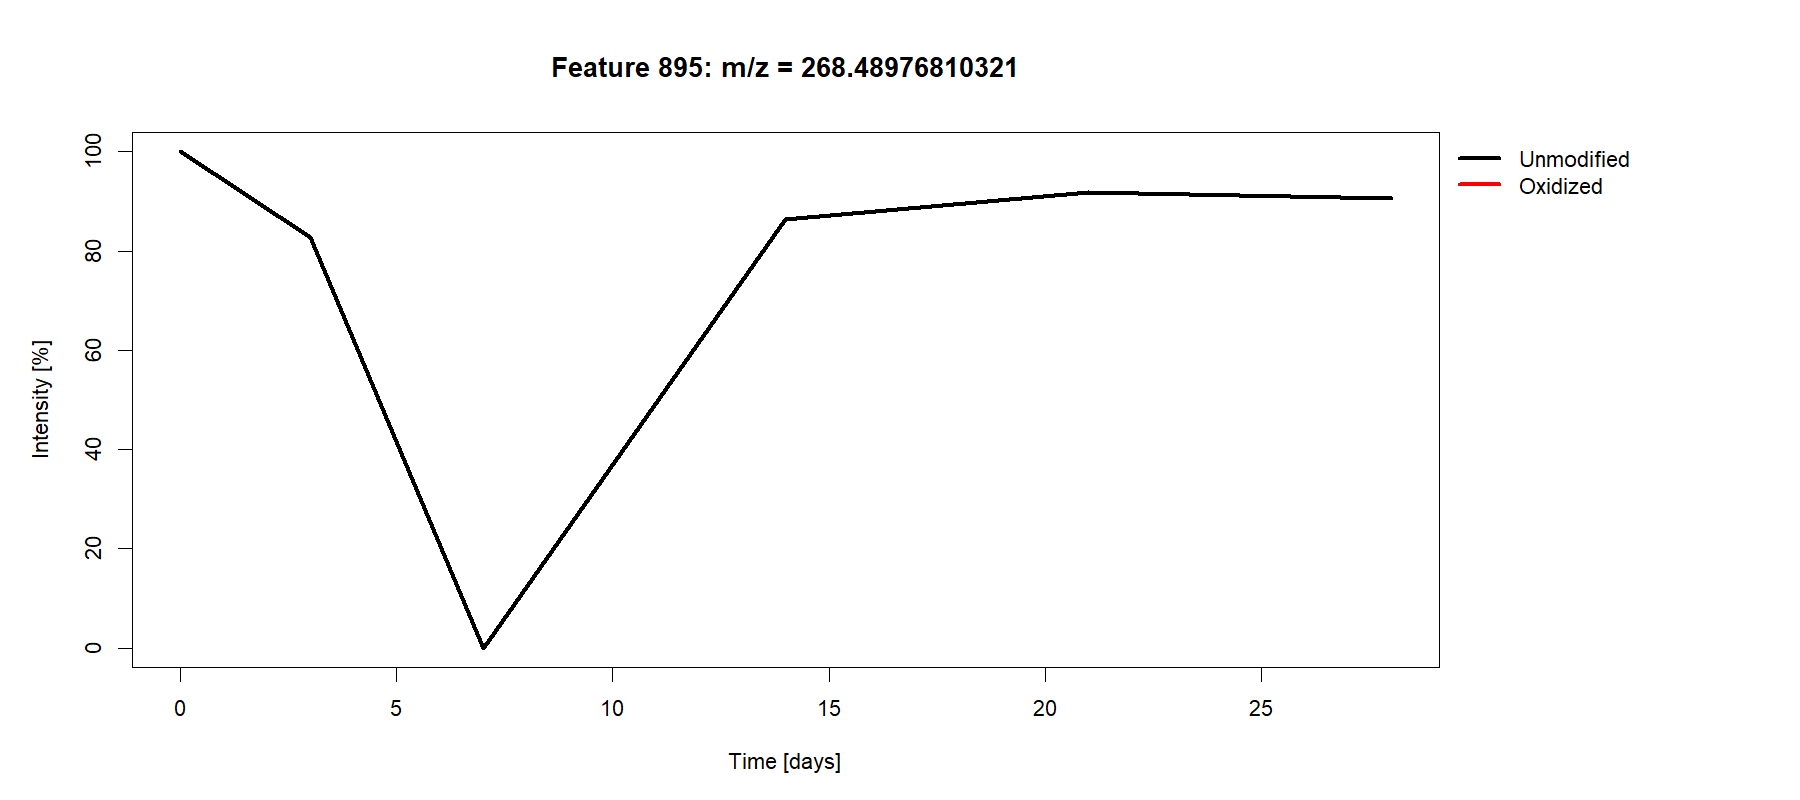 Feature 895: m/z = 268.48976810321
Unmodified
Oxidized
Intensity [%]
100
80
60
40
20
0
0 5 10 15 20 25
Time [days]